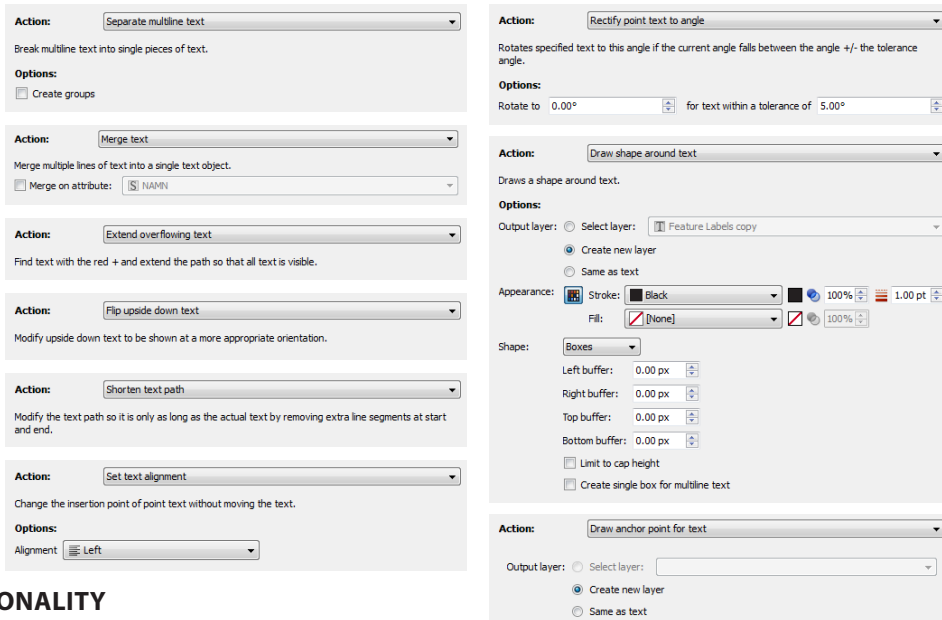 Action: Separate multiline text
Break multiline text into single pieces of text.
Options:
Create groups
Action: Merge text
Merge multiple lines of text into a single text object.
Merge on attribute: S NAMN
Action: Extend overflowing text
Find text with the red + and extend the path so that all text is visible.
Action: Flip upside down text
Modify upside down text to be shown at a more appropriate orientation.
Action: Shorten text path
Modify the text path so it is only as long as the actual text by removing extra line segments at start
and end.
Action: Set text alignment
Change the insertion point of point text without moving the text.
Options:
Alignment Left
ONALITY
Action: Rectify point text to angle
Rotates specified text to this angle if the current angle falls between the angle +/- the tolerance
angle.
Options:
Rotate to 0.00° for text within a tolerance of 5.00°
Action: Draw shape around text
Draws a shape around text.
Options:
Output layer: Select layer: T Feature Labels copy
Create new layer
Same as text
Appearance: Stroke: Black 100% 1.00 pt
Fill: [None] 100%
Shape: Boxes
Left buffer: 0.00 px
Right buffer: 0.00 px
Top buffer: 0.00 px
Bottom buffer: 0.00 px
Limit to cap height
Create single box for multiline text
Action: Draw anchor point for text
Output layer: Select layer:
Create new layer
Same as text